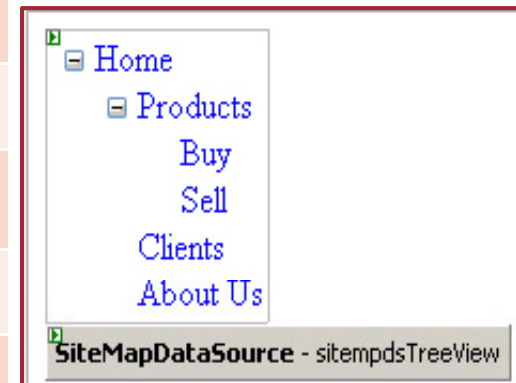 Home
Products
Buy
Sell
Clients
About Us
SiteMapDataSource - sitempdsTreeView